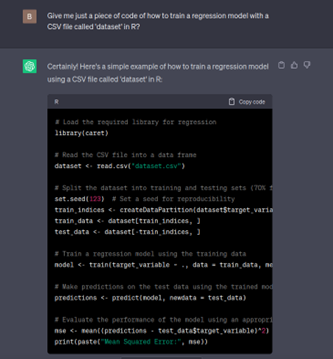 B
Give me just a piece of code of how to train a regression model with a
CSV file called 'dataset' in R?
Certainly! Here's a simple example of how to train a regression model
using a CSV file called 'dataset' in R:
R
Copy code
# Load the required library for regression
library(caret)
# Read the CSV file into a data frame
dataset <- read.csv("dataset.csv")
# Split the dataset into training and testing sets (70% f
set.seed(123)  # Set a seed for reproducibility
train_indices <- createDataPartition(dataset$target_varia
train_data <- dataset[train_indices, ]
test_data <- dataset[-train_indices, ]
# Train a regression model using the training data
model <- train(target_variable ~ ., data = train_data, me
# Make predictions on the test data using the trained mod
predictions <- predict(model, newdata = test_data)
# Evaluate the performance of the model using an appropri
mse <- mean((predictions - test_data$target_variable)^2)
print(paste("Mean Squared Error:", mse))